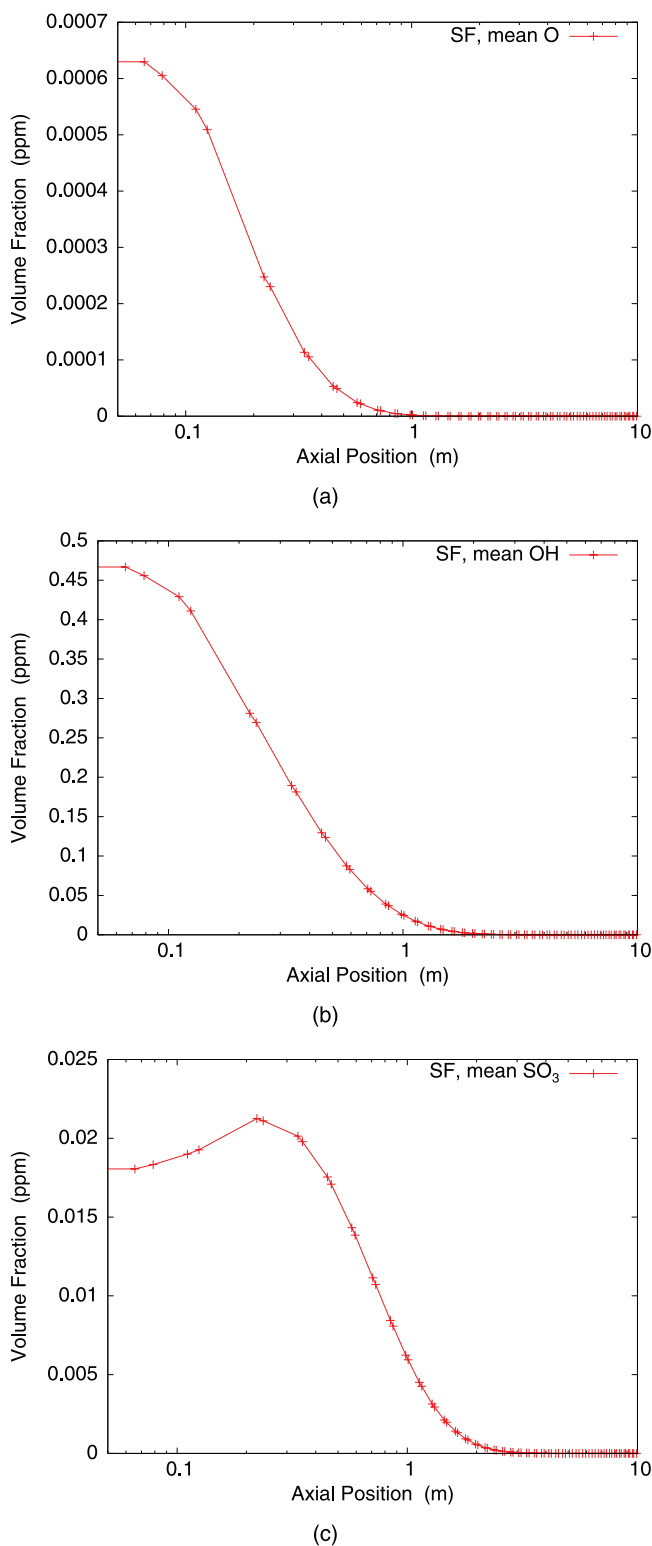 0.0007
0.0006
0.0005
0.0004
0.0003
0.0002
0.0001
0
Volume Fraction (ppm)
SF, mean O
0.1
1
10
Axial Position (m)
(a)
0.5
0.45
0.4
0.35
0.3
0.25
0.2
0.15
0.1
0.05
0
Volume Fraction (ppm)
SF, mean OH
0.1
1
10
Axial Position (m)
(b)
0.025
0.02
0.015
0.01
0.005
0
Volume Fraction (ppm)
SF, mean SO₃
0.1
1
10
Axial Position (m)
(c)